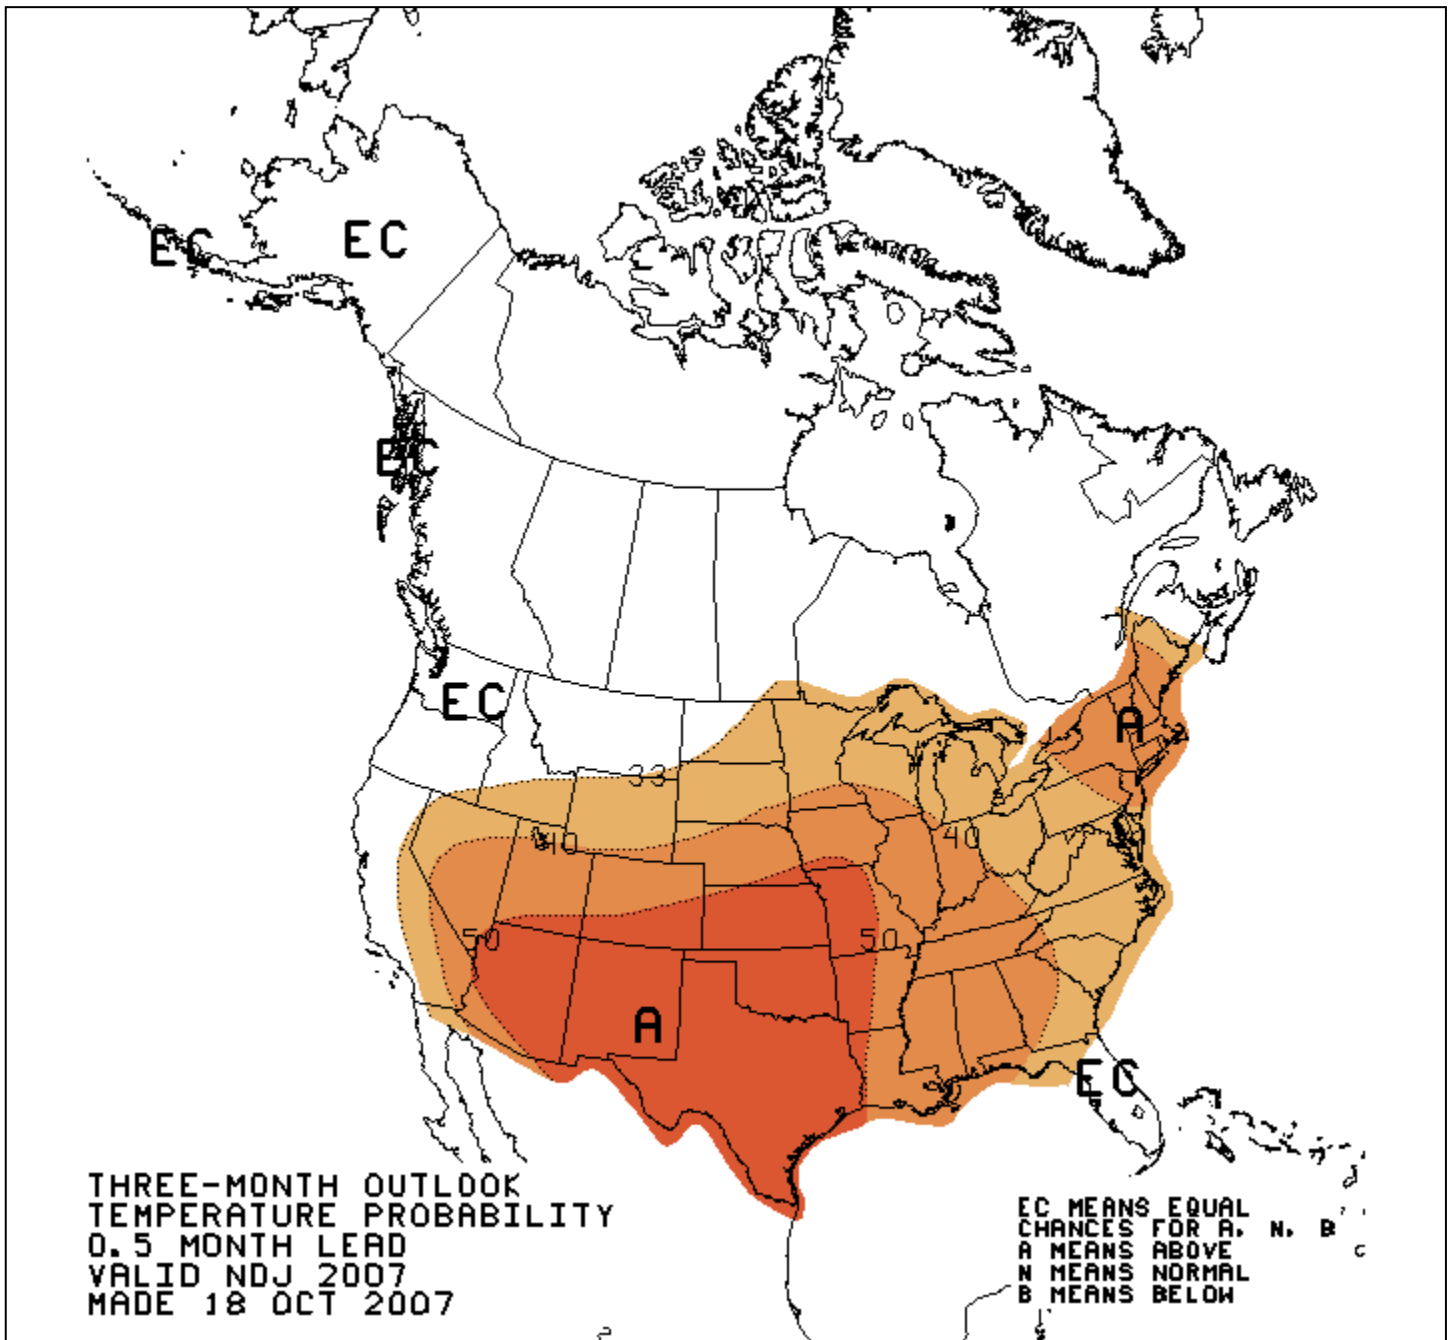 EC
EC
EC
EC
A
33
40
40
50
50
A
EC
THREE-MONTH OUTLOOK
TEMPERATURE PROBABILITY
0.5 MONTH LEAD
VALID NDJ 2007
MADE 18 OCT 2007
EC MEANS EQUAL
CHANCES FOR A, N, B
A MEANS ABOVE
N MEANS NORMAL
B MEANS BELOW